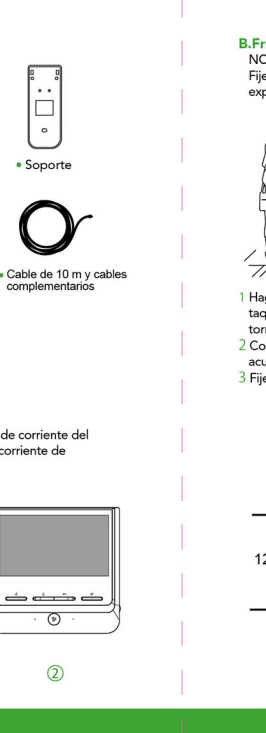 • Soporte
• Cable de 10 m y cables
complementarios
de corriente del
corriente de
②
B.Fr
NO
Fije
exp
1 Hag
taq
torn
2 Co
acu
3 Fije
12